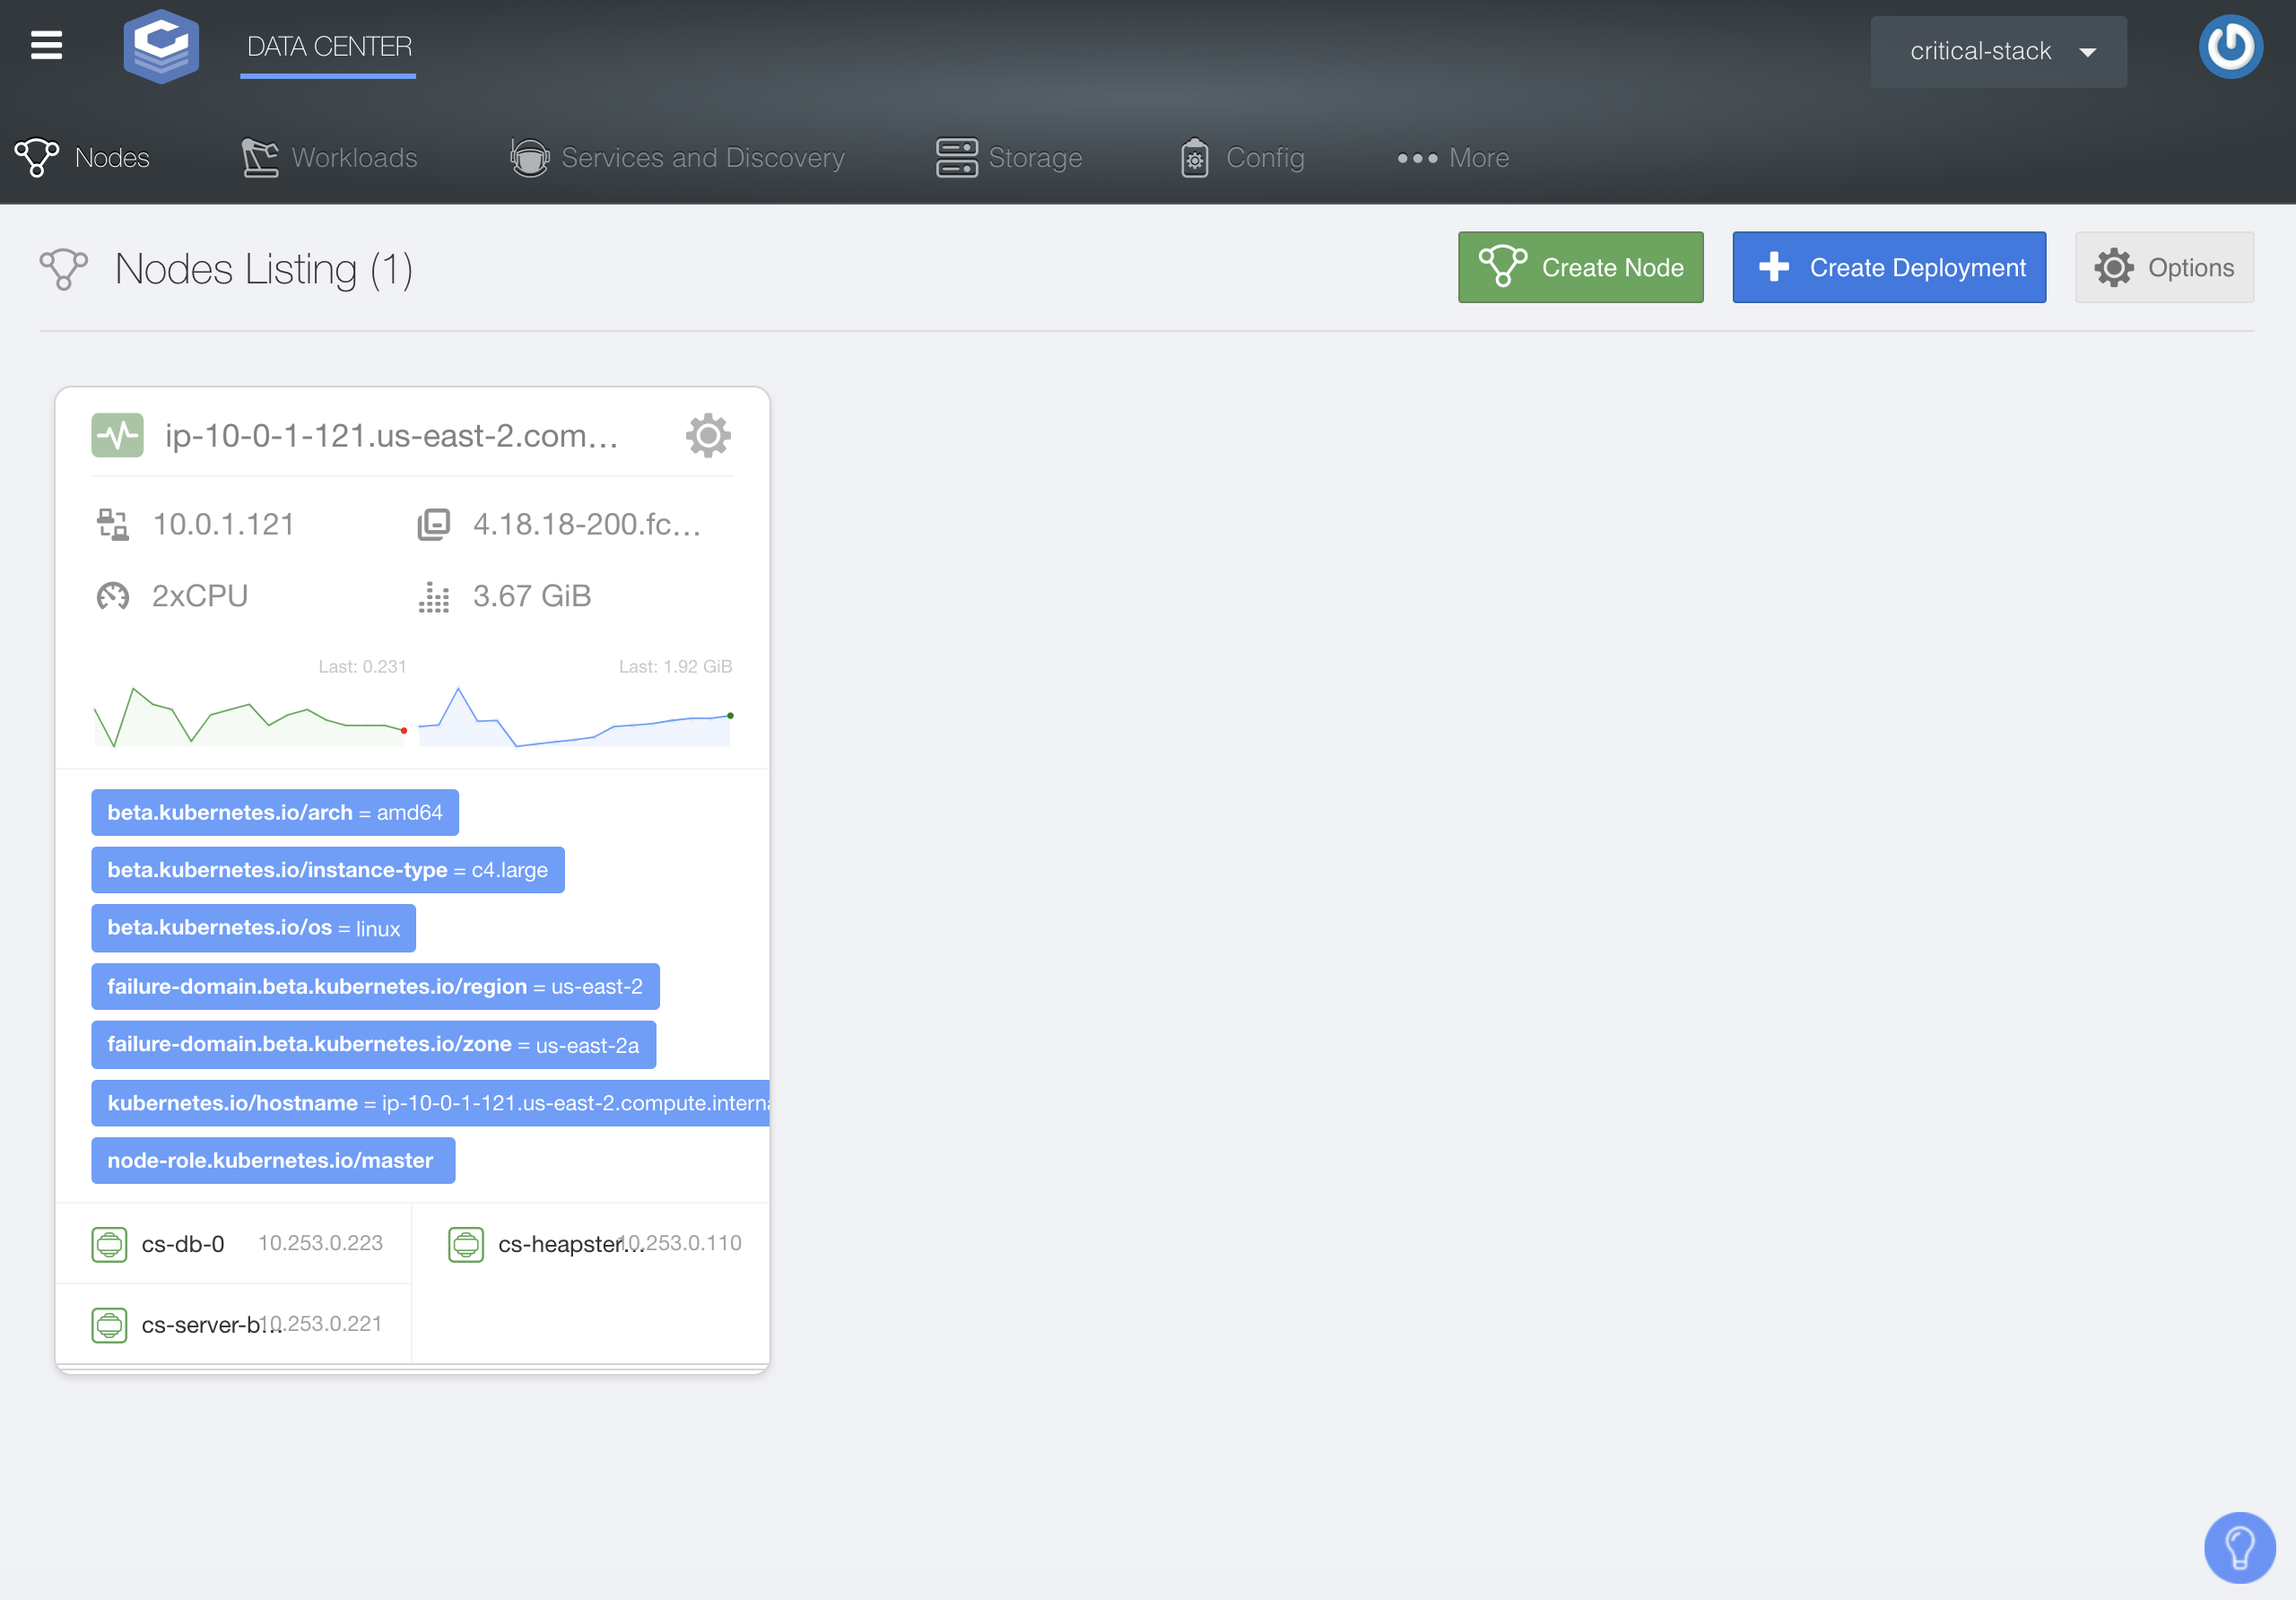 DATA CENTER
critical-stack
Nodes
Workloads
Services and Discovery
Storage
Config
More
Nodes Listing (1)
Create Node
Create Deployment
Options
ip-10-0-1-121.us-east-2.com...
10.0.1.121
4.18.18-200.fc...
2xCPU
3.67 GiB
Last: 0.231
Last: 1.92 GiB
beta.kubernetes.io/arch = amd64
beta.kubernetes.io/instance-type = c4.large
beta.kubernetes.io/os = linux
failure-domain.beta.kubernetes.io/region = us-east-2
failure-domain.beta.kubernetes.io/zone = us-east-2a
kubernetes.io/hostname = ip-10-0-1-121.us-east-2.compute.interna
node-role.kubernetes.io/master
cs-db-0 10.253.0.223
cs-heapster... 10.253.0.110
cs-server-b... 10.253.0.221